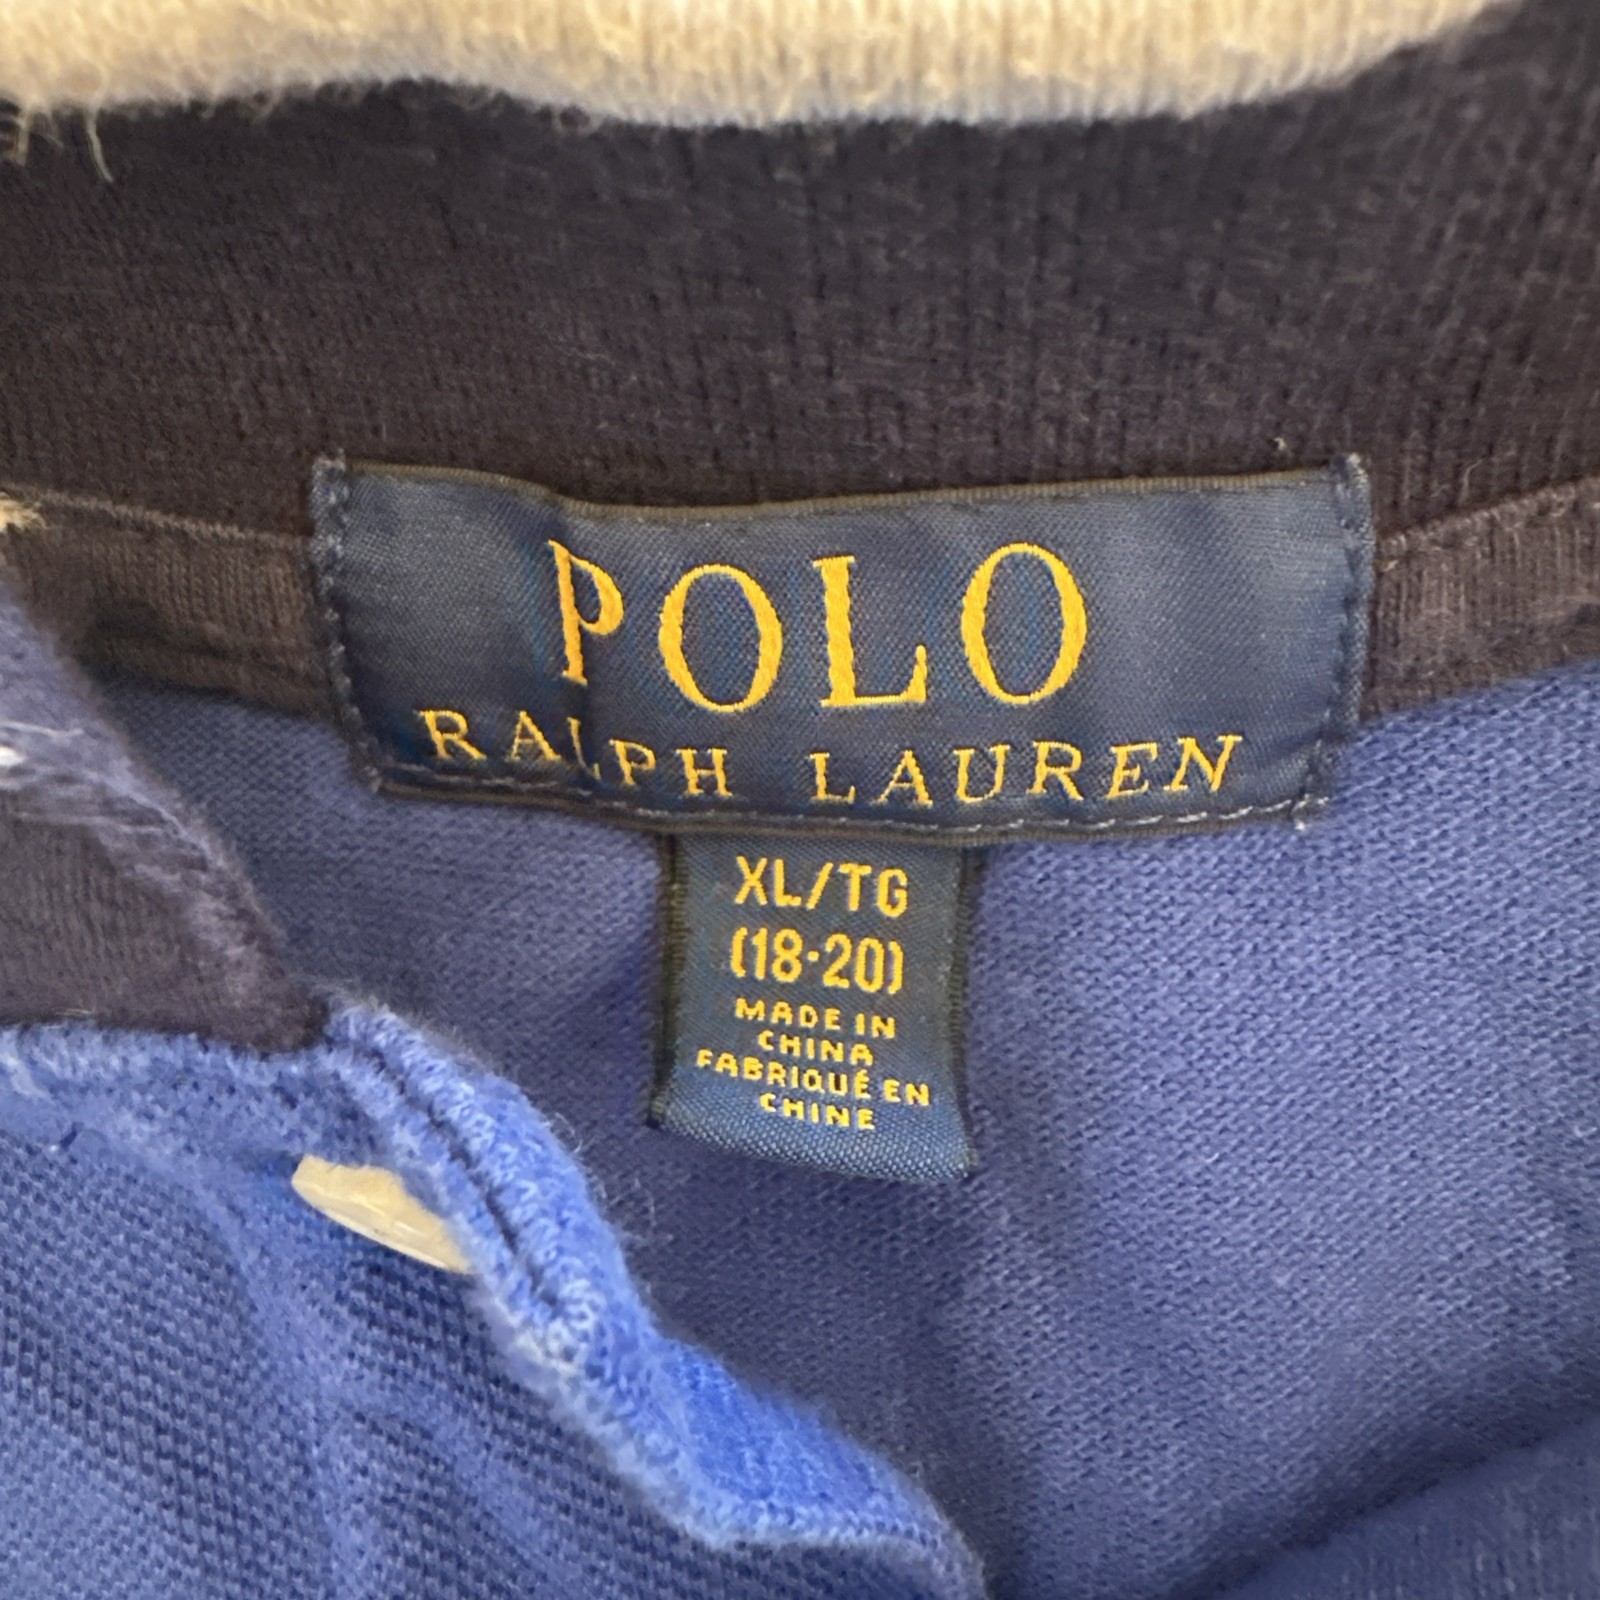 POLO
RALPH LAUREN
XL/TG
(18-20)
MADE IN
CHINA
FABRIQUÉ EN
CHINE